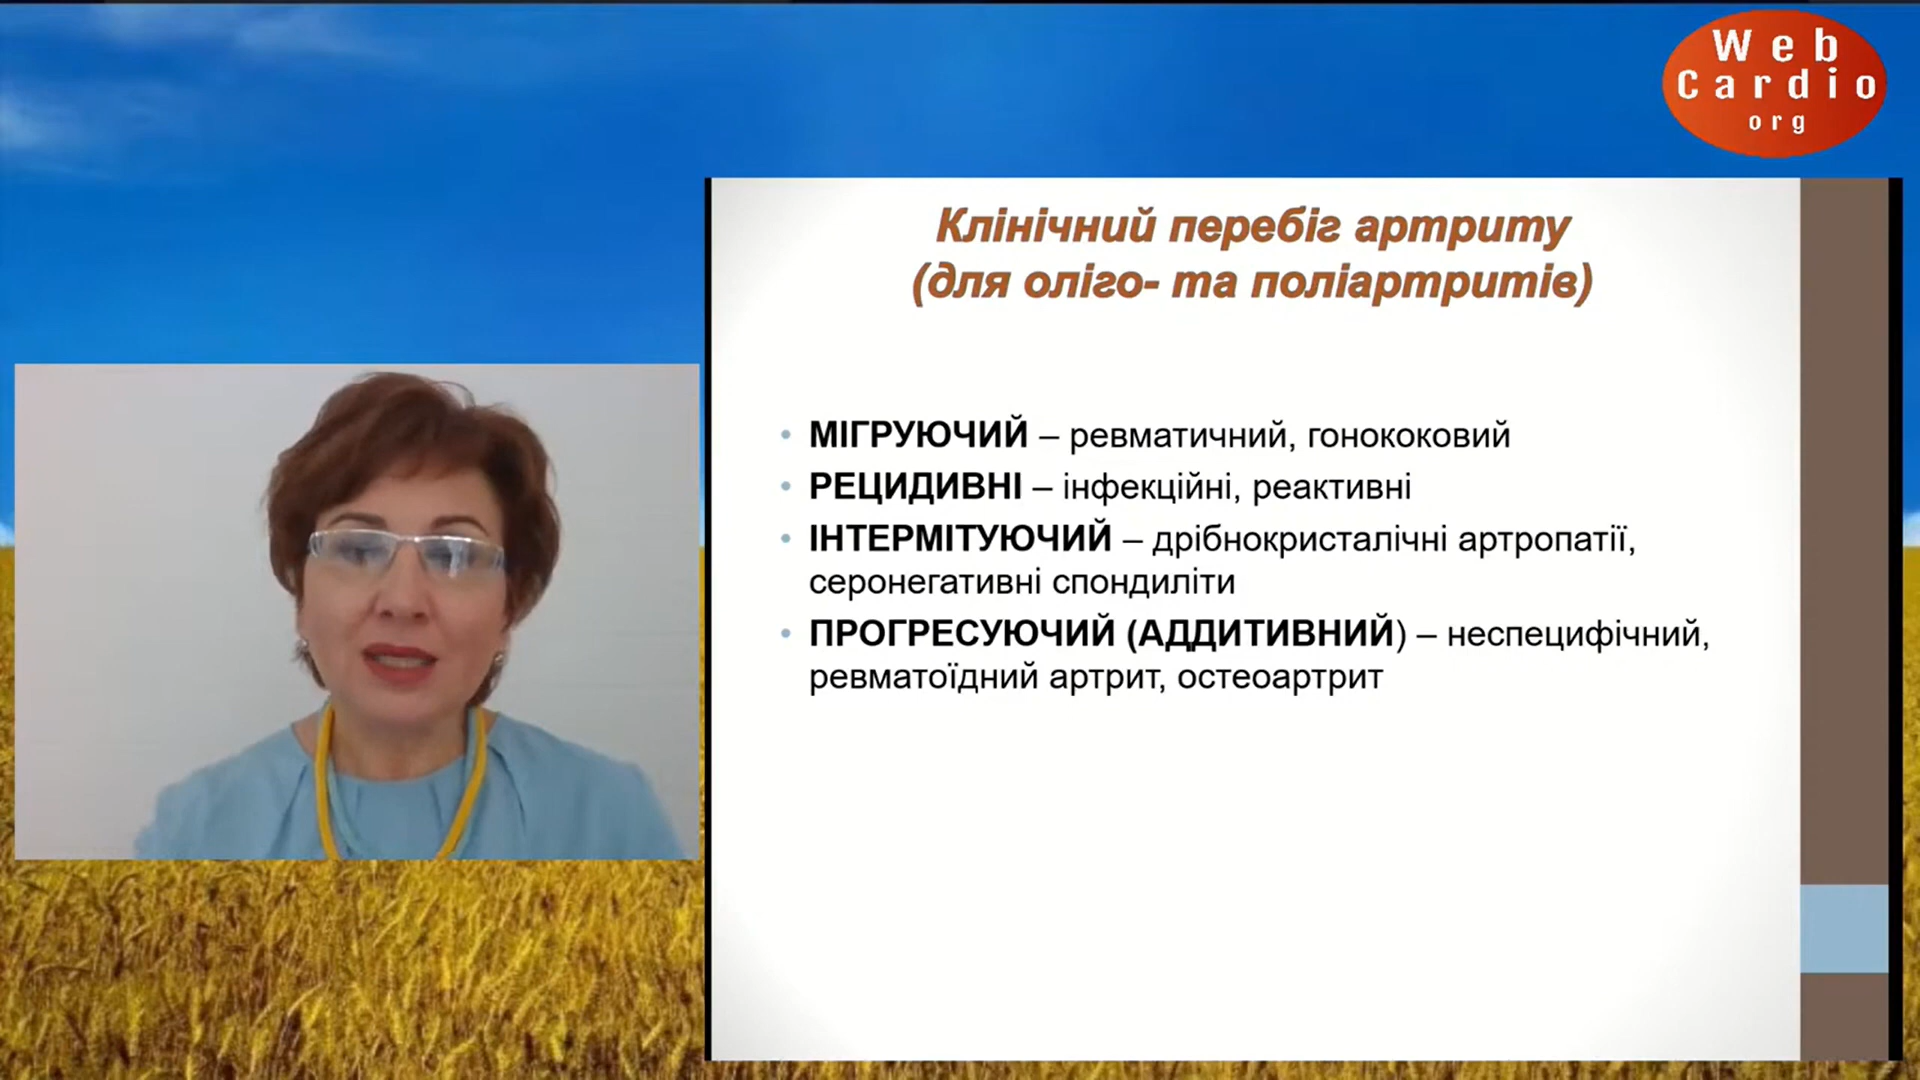 Web
Cardio
org
Клінічний перебіг артриту
(для оліго- та поліартритів)
• МІГРУЮЧИЙ – ревматичний, гонококовий
• РЕЦИДИВНІ – інфекційні, реактивні
• ІНТЕРМІТУЮЧИЙ – дрібнокристалічні артропатії,
серонегативні спондиліти
• ПРОГРЕСУЮЧИЙ (АДДИТИВНИЙ) – неспецифічний,
ревматоїдний артрит, остеоартрит